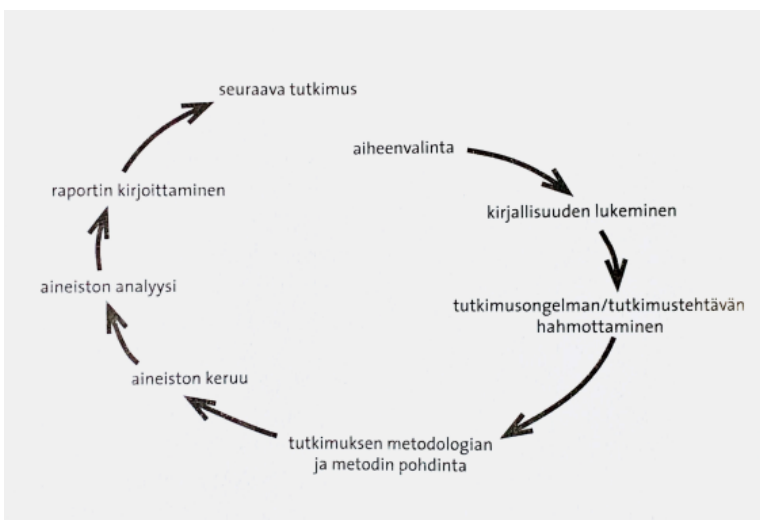 seuraava tutkimus
aiheenvalinta
kirjallisuuden lukeminen
tutkimusongelman/tutkimustehtävän
hahmottaminen
tutkimuksen metodologian
ja metodin pohdinta
aineiston keruu
aineiston analyysi
raportin kirjoittaminen